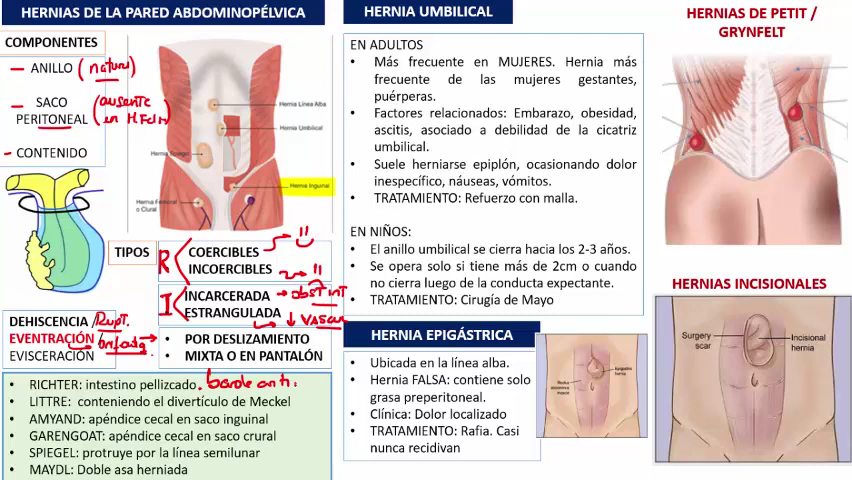 HERNIAS DE LA PARED ABDOMINOPÉLVICA
COMPONENTES
– ANILLO (natural)
– SACO PERITONEAL (ausente en H Epi)
– CONTENIDO
Hernia Línea Alba
Hernia Umbilical
Hernia Spiegel
Hernia Inguinal
Hernia Femoral
o Clural
TIPOS
R
COERCIBLES
INCOERCIBLES
I
INCARCERADA → obst int
ESTRANGULADA → ↓ vascu
POR DESLIZAMIENTO
MIXTA O EN PANTALÓN
DEHISCENCIA / Rupt.
EVENTRACIÓN
EVISCERACIÓN
• RICHTER: intestino pellizcado. borde anti.
• LITTRE: conteniendo el divertículo de Meckel
• AMYAND: apéndice cecal en saco inguinal
• GARENGOAT: apéndice cecal en saco crural
• SPIEGEL: protruye por la línea semilunar
• MAYDL: Doble asa herniada
HERNIA UMBILICAL
EN ADULTOS
• Más frecuente en MUJERES. Hernia más
frecuente de las mujeres gestantes,
puérperas.
• Factores relacionados: Embarazo, obesidad,
ascitis, asociado a debilidad de la cicatriz
umbilical.
• Suele herniarse epiplón, ocasionando dolor
inespecífico, náuseas, vómitos.
• TRATAMIENTO: Refuerzo con malla.
EN NIÑOS:
• El anillo umbilical se cierra hacia los 2-3 años.
• Se opera solo si tiene más de 2cm o cuando
no cierra luego de la conducta expectante.
• TRATAMIENTO: Cirugía de Mayo
HERNIA EPIGÁSTRICA
• Ubicada en la línea alba.
• Hernia FALSA: contiene solo
grasa preperitoneal.
• Clínica: Dolor localizado
• TRATAMIENTO: Rafia. Casi
nunca recidivan
HERNIAS DE PETIT /
GRYNFELT
HERNIAS INCISIONALES
Surgery
scar
Incisional
hernia